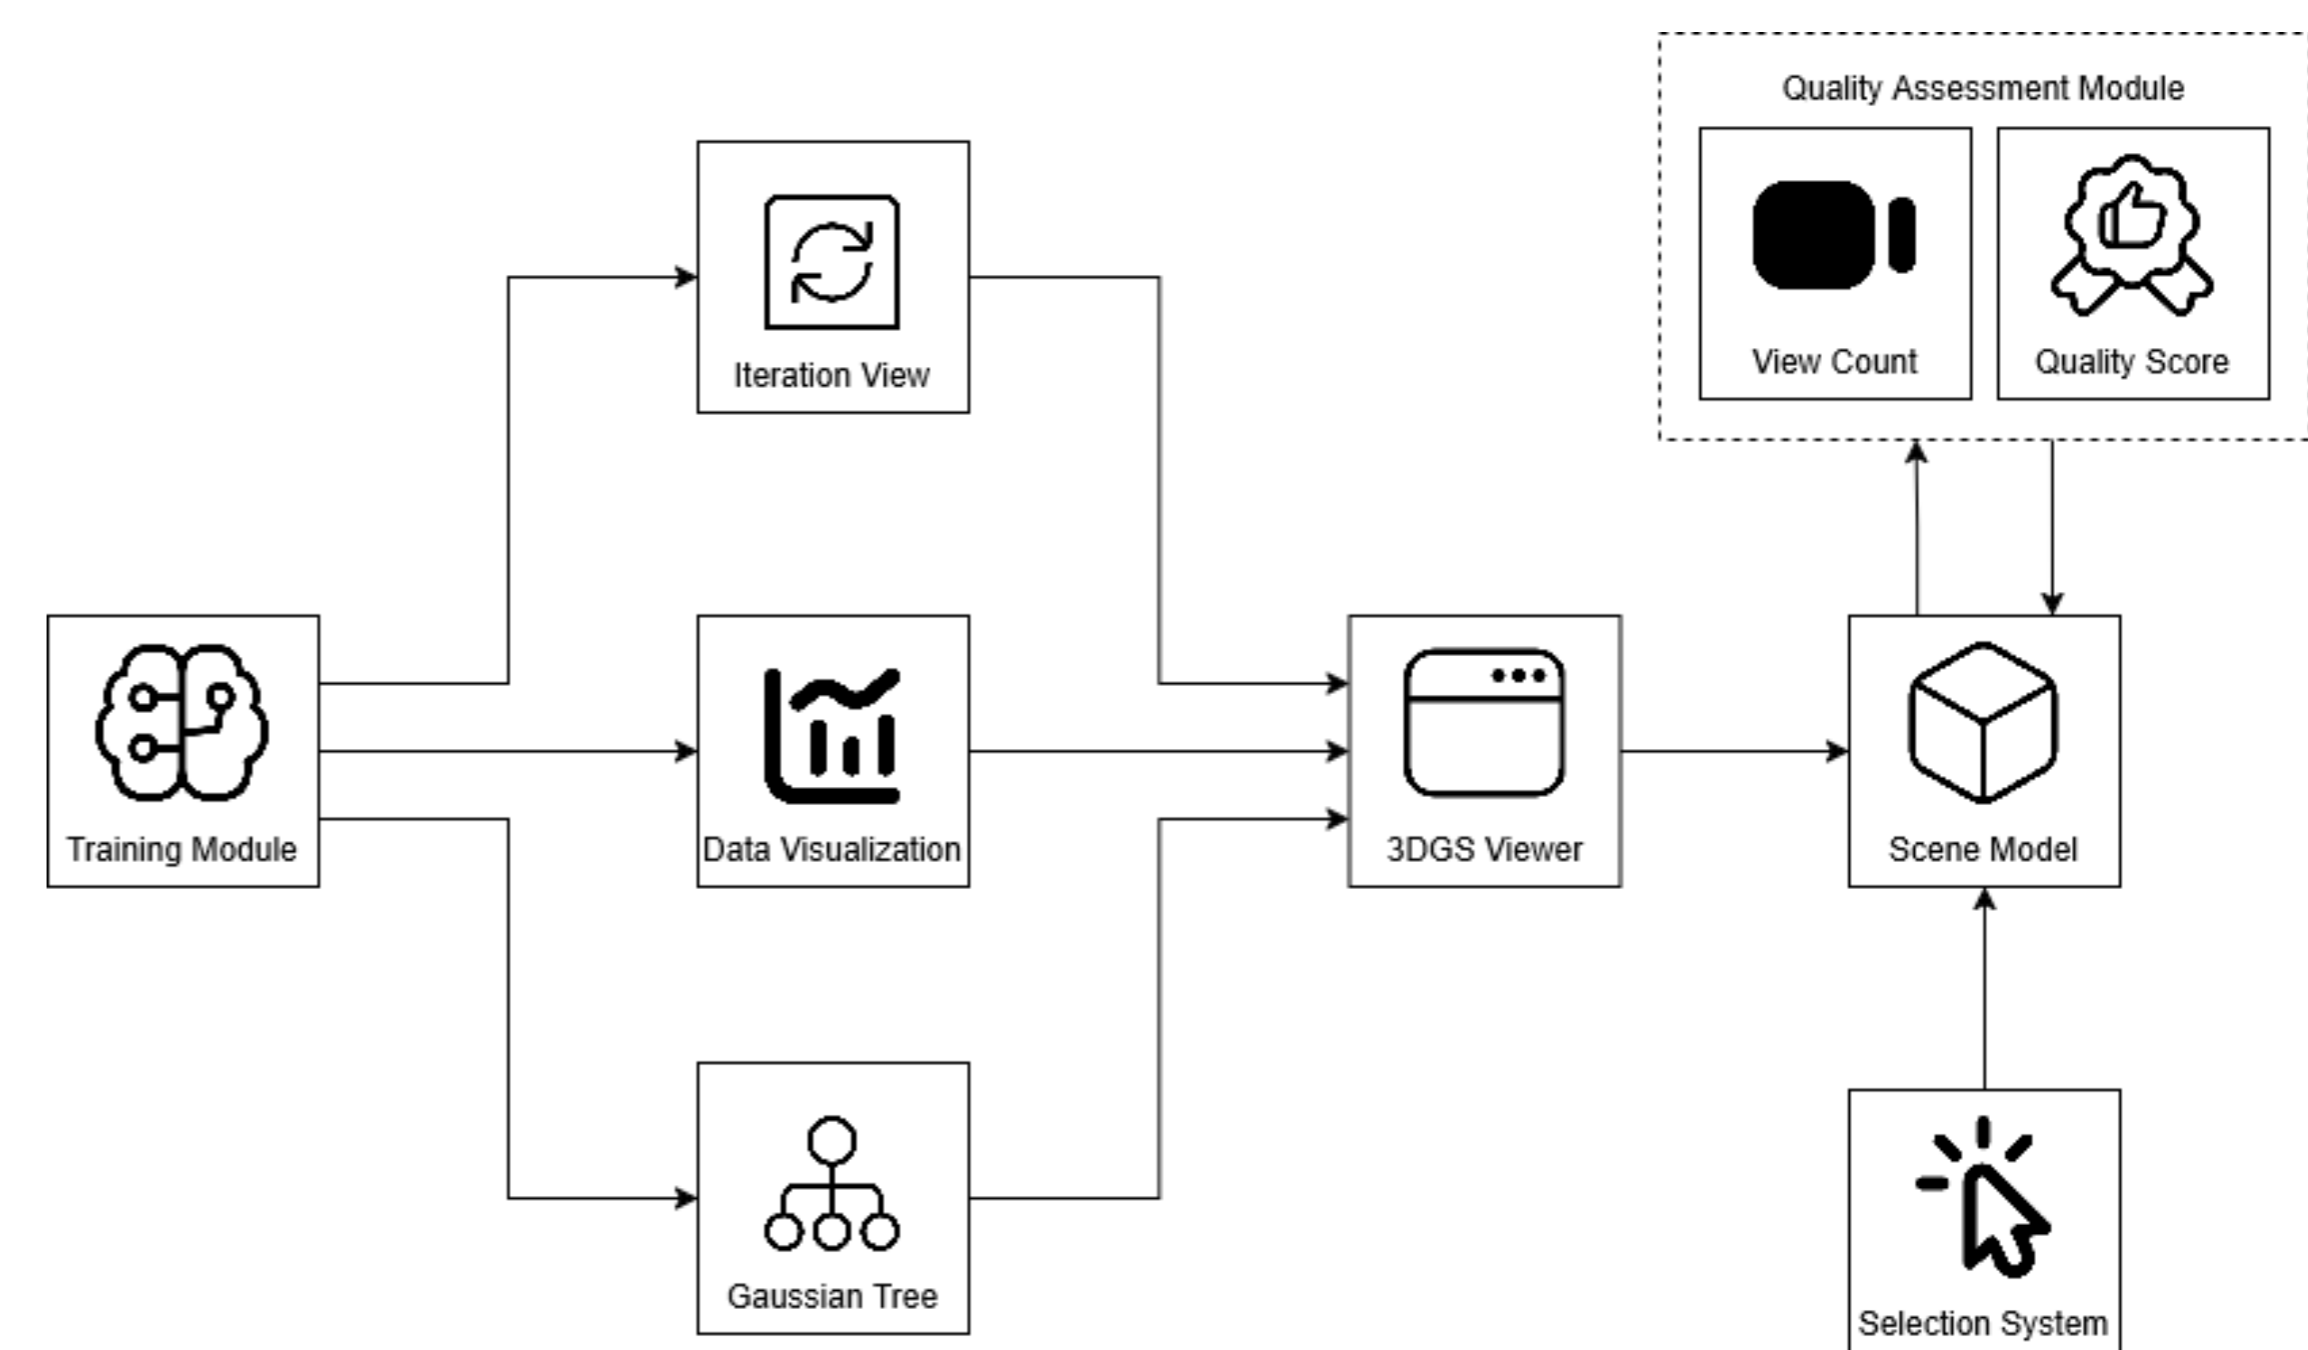 Quality Assessment Module
View Count
Quality Score
Iteration View
Training Module
Data Visualization
3DGS Viewer
Scene Model
Gaussian Tree
Selection System